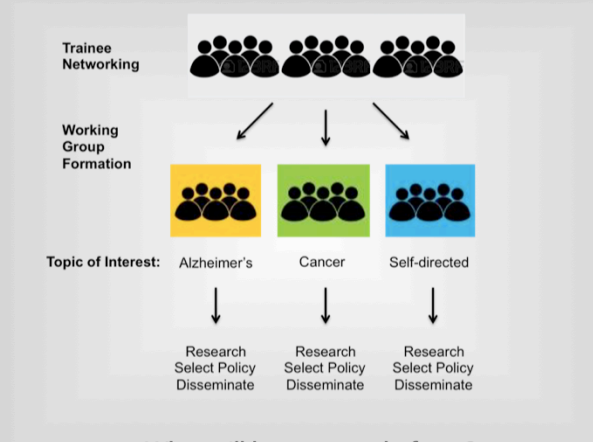 Trainee
Networking
Working
Group
Formation
Topic of Interest: Alzheimer's Cancer Self-directed
Research Research Research
Select Policy Select Policy Select Policy
Disseminate Disseminate Disseminate